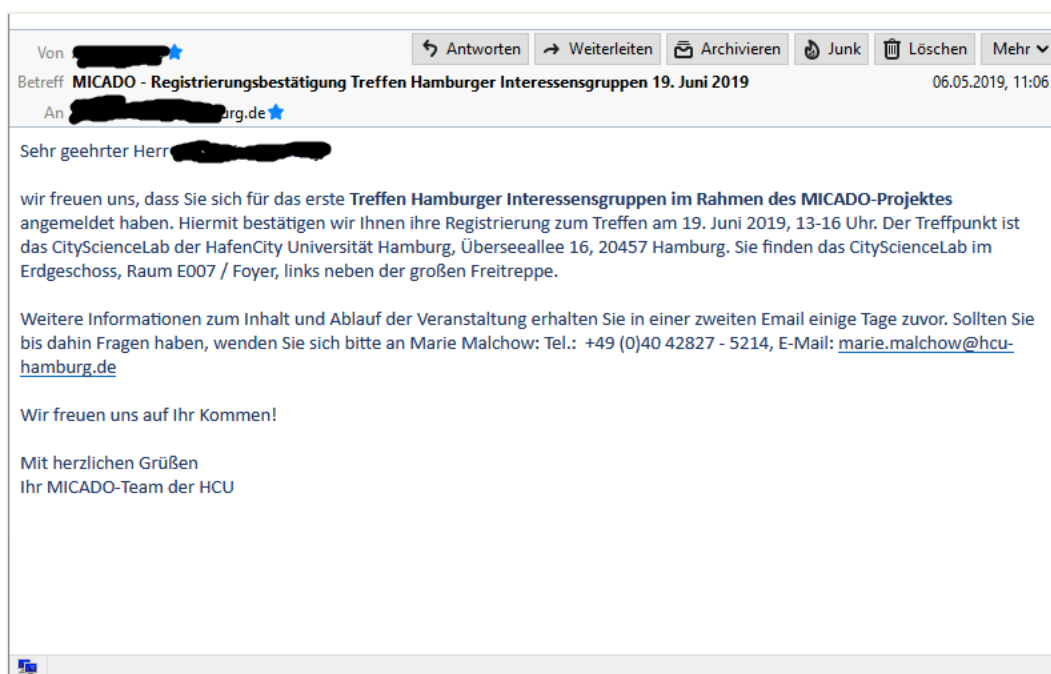 Von
Antworten Weiterleiten Archivieren Junk Löschen Mehr
Betreff MICADO - Registrierungsbestätigung Treffen Hamburger Interessensgruppen 19. Juni 2019 06.05.2019, 11:06
An urg.de
Sehr geehrter Herr
wir freuen uns, dass Sie sich für das erste Treffen Hamburger Interessensgruppen im Rahmen des MICADO-Projektes
angemeldet haben. Hiermit bestätigen wir Ihnen ihre Registrierung zum Treffen am 19. Juni 2019, 13-16 Uhr. Der Treffpunkt ist
das CityScienceLab der HafenCity Universität Hamburg, Überseeallee 16, 20457 Hamburg. Sie finden das CityScienceLab im
Erdgeschoss, Raum E007 / Foyer, links neben der großen Freitreppe.
Weitere Informationen zum Inhalt und Ablauf der Veranstaltung erhalten Sie in einer zweiten Email einige Tage zuvor. Sollten Sie
bis dahin Fragen haben, wenden Sie sich bitte an Marie Malchow: Tel.: +49 (0)40 42827 - 5214, E-Mail: marie.malchow@hcu-
hamburg.de
Wir freuen uns auf Ihr Kommen!
Mit herzlichen Grüßen
Ihr MICADO-Team der HCU